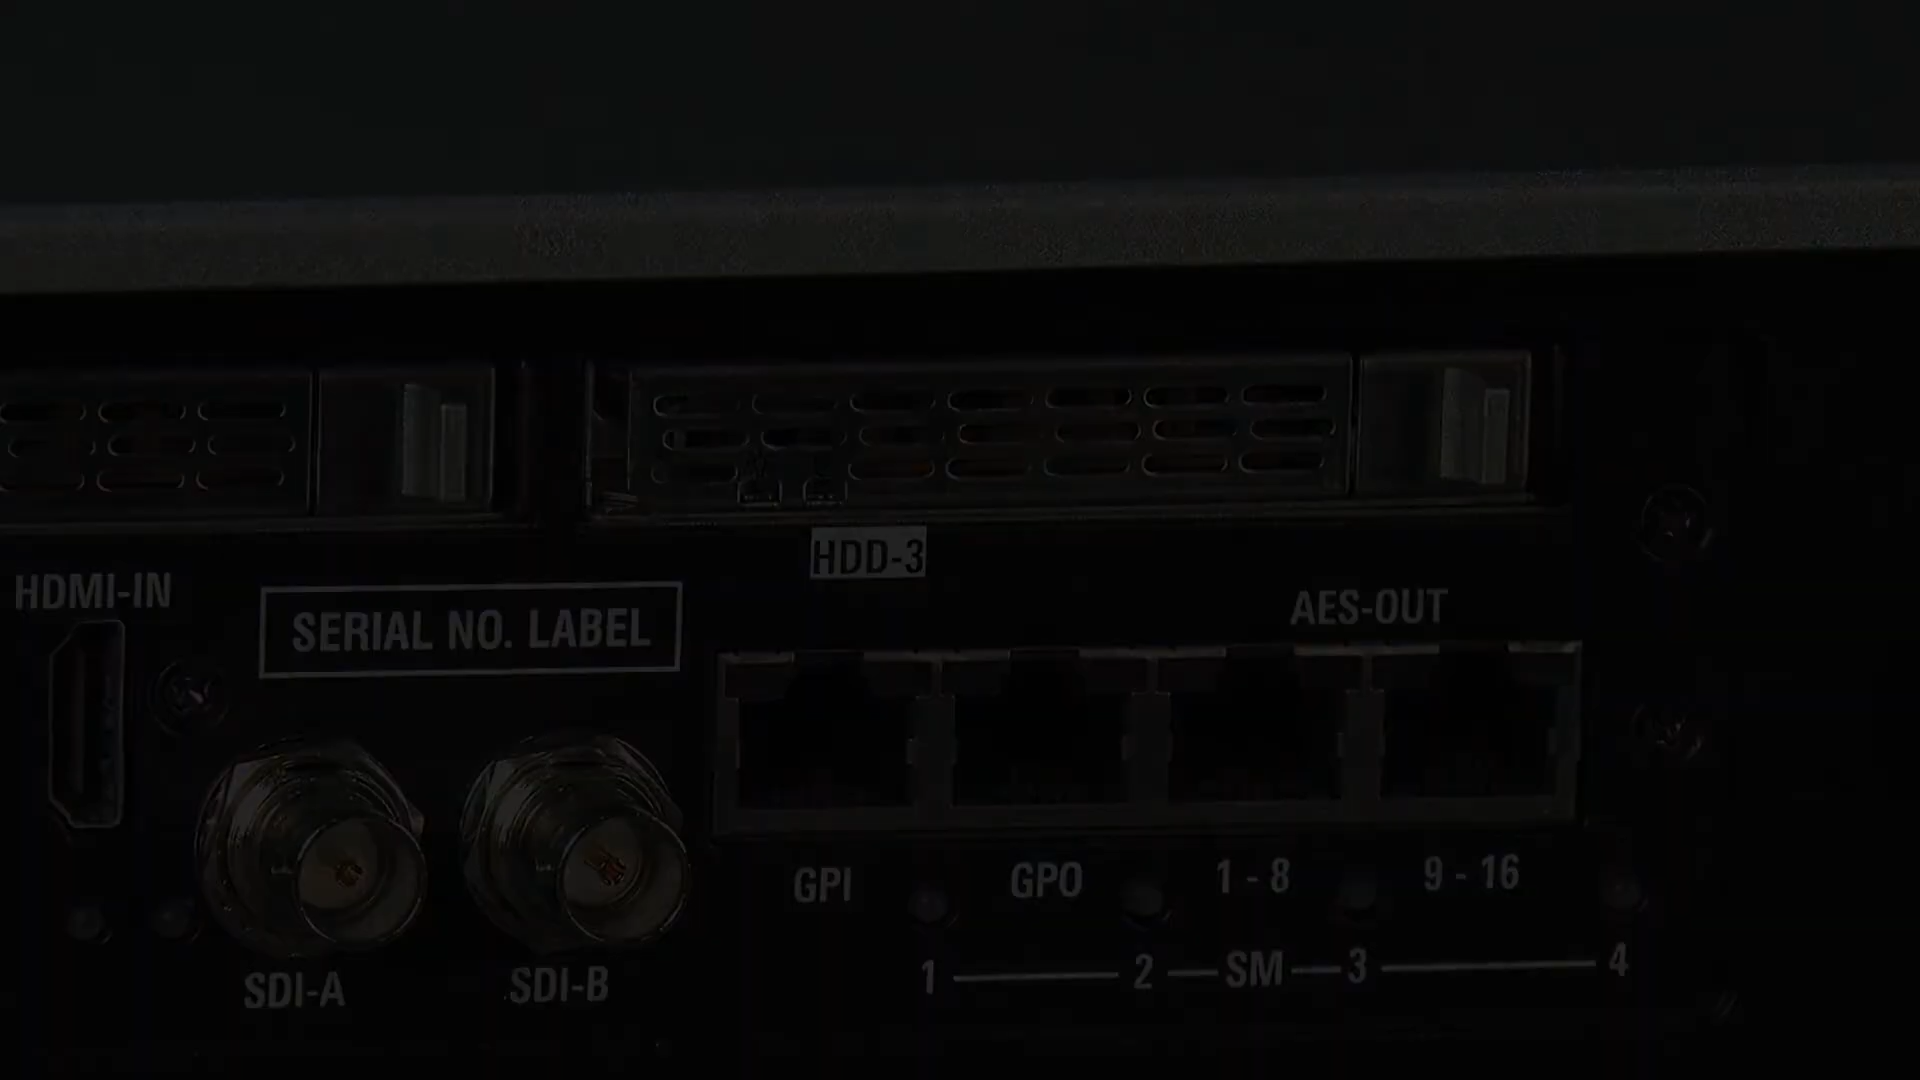 HDD-3
HDMI-IN
SERIAL NO. LABEL
AES-OUT
GPI
GPO
1 - 8
9 - 16
SDI-A
SDI-B
1 2 SM 3 4